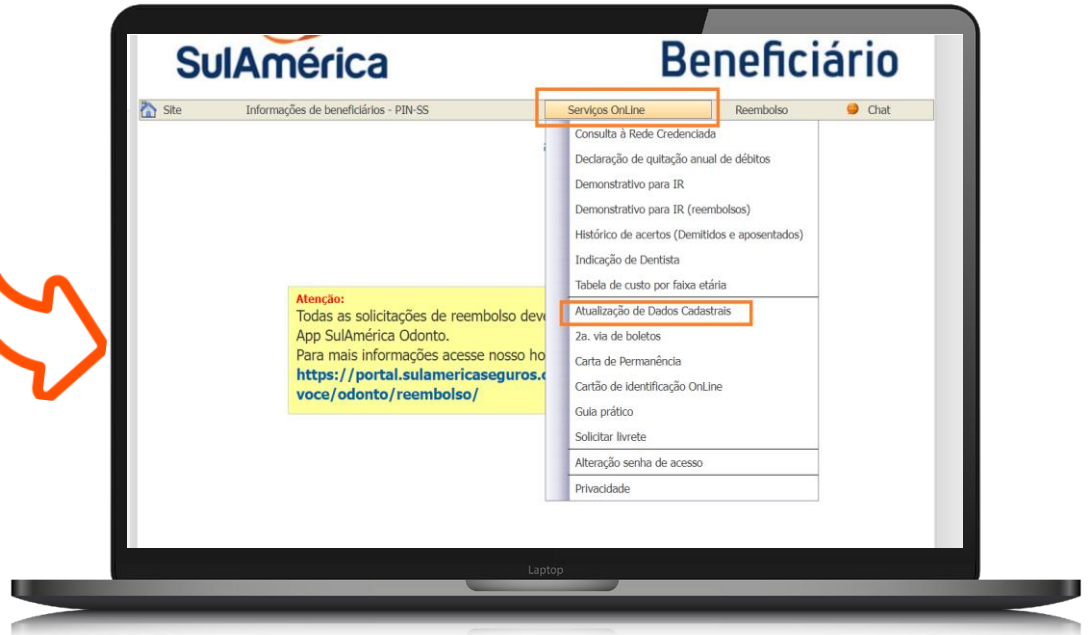 SulAmérica
Beneficiário
Site Informações de beneficiários - PIN-SS Serviços OnLine Reembolso Chat
Consulta à Rede Credenciada
Declaração de quitação anual de débitos
Demonstrativo para IR
Demonstrativo para IR (reembolsos)
Histórico de acertos (Demitidos e aposentados)
Indicação de Dentista
Tabela de custo por faixa etária
Atualização de Dados Cadastrais
2a. via de boletos
Carta de Permanência
Cartão de identificação OnLine
Guia prático
Solicitar livrete
Alteração senha de acesso
Privacidade
Atenção:
Todas as solicitações de reembolso deve
App SulAmérica Odonto.
Para mais informações acesse nosso ho
https://portal.sulamericaseguros.c
voce/odonto/reembolso/
Laptop